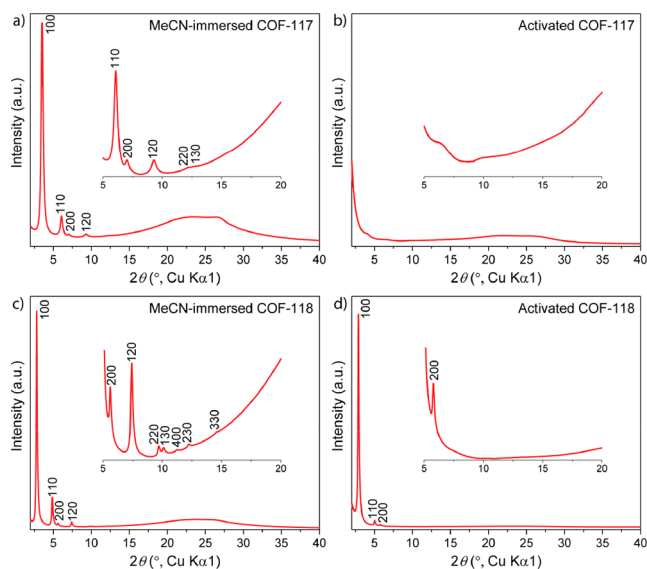 a) MeCN-immersed COF-117
100
110
200
120
220
130
5 10 15 20
110
200
120
Intensity (a.u.)
0 5 10 15 20 25 30 35 40
2θ (°, Cu Kα1)
b) Activated COF-117
5 10 15 20
Intensity (a.u.)
5 10 15 20 25 30 35 40
2θ (°, Cu Kα1)
c) MeCN-immersed COF-118
100
200
120
220
130
400
230
330
5 10 15 20
110
200
120
Intensity (a.u.)
5 10 15 20 25 30 35 40
2θ (°, Cu Kα1)
d) Activated COF-118
100
200
5 10 15 20
110
200
Intensity (a.u.)
5 10 15 20 25 30 35 40
2θ (°, Cu Kα1)